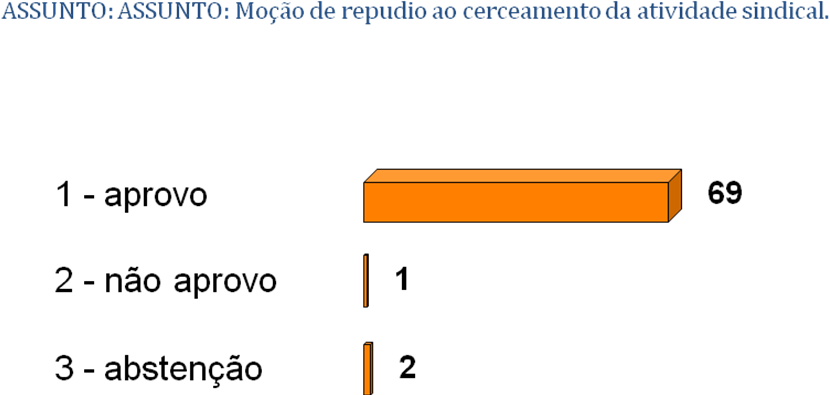 ASSUNTO: ASSUNTO: Moção de repudio ao cerceamento da atividade sindical.
1 - aprovo 69
2 - não aprovo 1
3 - abstenção 2